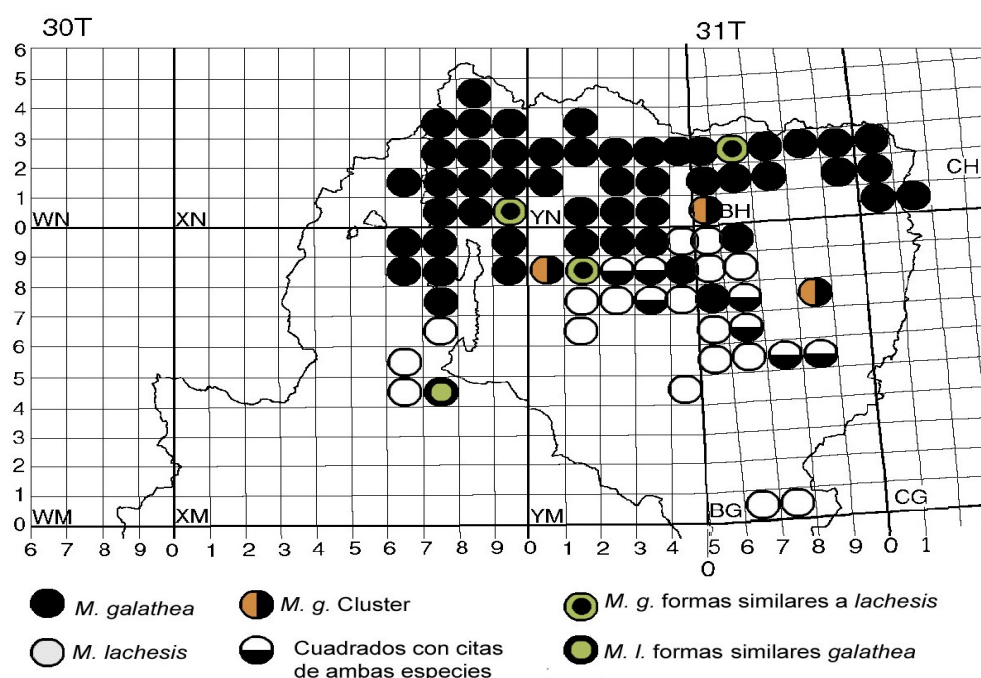 30T 31T
6
5
4
3
2
1
0
9
8
7
6
5
4
3
2
1
0
CH
WN XN YN BH
WM XM YM BG CG
6 7 8 9 0 1 2 3 4 5 6 7 8 9 0 1 2 3 4 5 6 7 8 9 0 1
0
M. galathea M. g. Cluster M. g. formas similares a lachesis
M. lachesis Cuadrados con citas M. l. formas similares galathea
de ambas especies